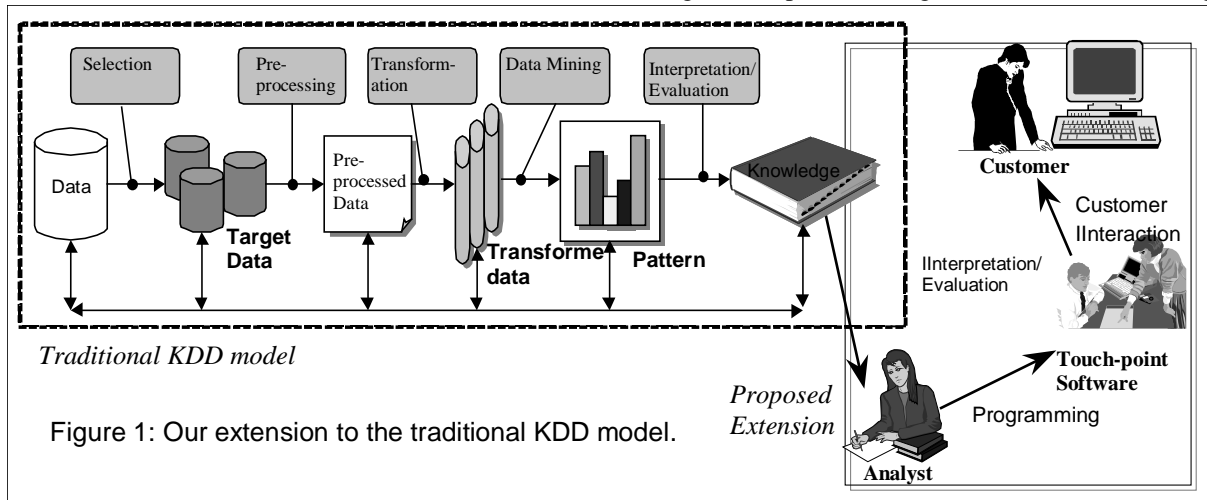 Selection
Pre-
processing
Transform-
ation
Data Mining
Interpretation/
Evaluation
Data
Target
Data
Pre-
processed
Data
Transforme
data
Pattern
Knowledge
Customer
Customer
IInteraction
IInterpretation/
Evaluation
Touch-point
Software
Traditional KDD model
Proposed
Extension
Programming
Analyst
Figure 1: Our extension to the traditional KDD model.